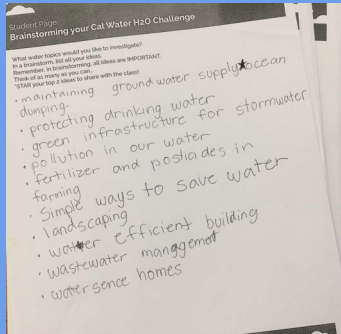 Student Page
Brainstorming your Cal Water H2O Challenge
What water topics would you like to investigate?
In a brainstorm, list all your ideas.
Remember, in brainstorming, all ideas are IMPORTANT.
Think of as many as you can..
*STAR your top 2 ideas to share with the class!
• maintaining ground water supply★ocean
dumping.
• protecting drinking water
• green infrastructure for stormwater
• pollution in our water
• fertilizer and posticides in
farming
• Simple ways to save water
• landscaping
• water efficient building
• wastewater management
• water sence homes